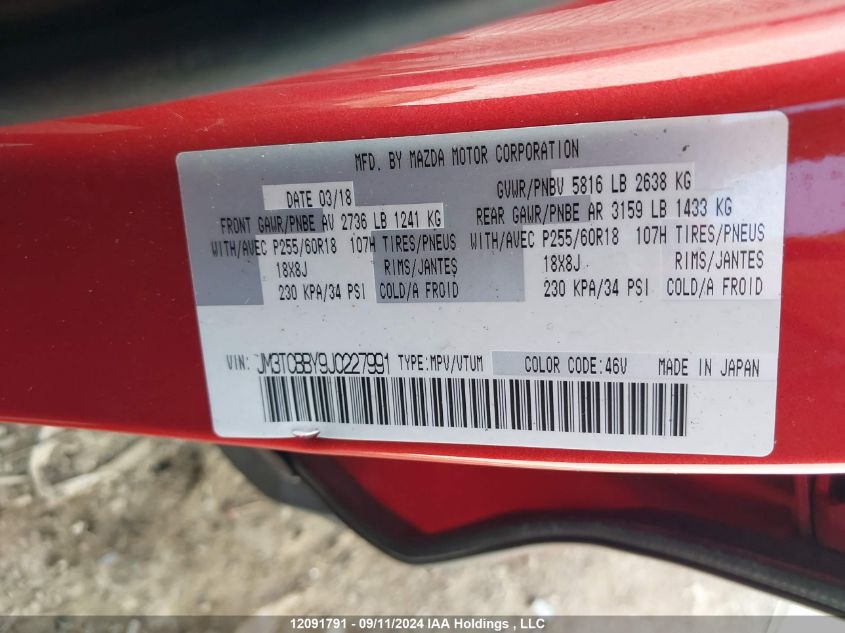 MFD. BY MAZDA MOTOR CORPORATION
DATE 03/18 GVWR/PNBV 5816 LB 2638 KG
FRONT GAWR/PNBE AV 2736 LB 1241 KG REAR GAWR/PNBE AR 3159 LB 1433 KG
WITH/AVEC P255/60R18 107H TIRES/PNEUS WITH/AVEC P255/60R18 107H TIRES/PNEUS
18X8J RIMS/JANTES 18X8J RIMS/JANTES
230 KPA/34 PSI COLD/A FROID 230 KPA/34 PSI COLD/A FROID
VIN: JM3TCBBY9J0227991 TYPE:MPV/VTUM COLOR CODE:46V MADE IN JAPAN
12091791 - 09/11/2024 IAA Holdings , LLC